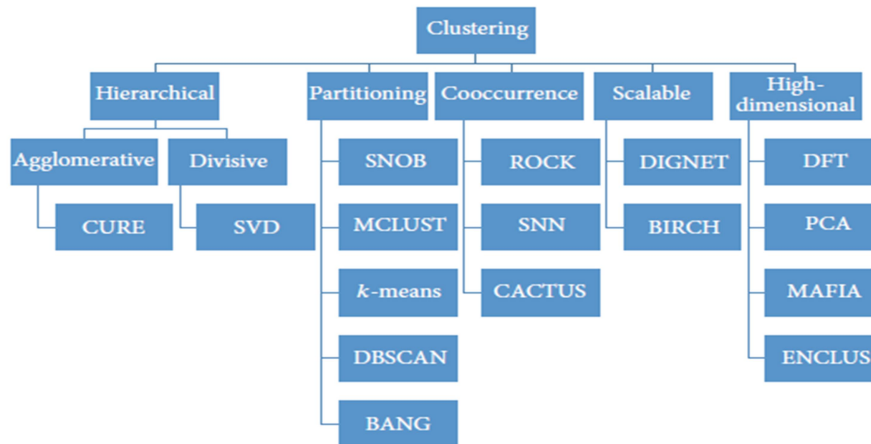 Clustering
Hierarchical
Partitioning
Cooccurrence
Scalable
High-
dimensional
Agglomerative
Divisive
SNOB
ROCK
DIGNET
DFT
CURE
SVD
MCLUST
SNN
BIRCH
PCA
k-means
CACTUS
MAFIA
DBSCAN
ENCLUS
BANG